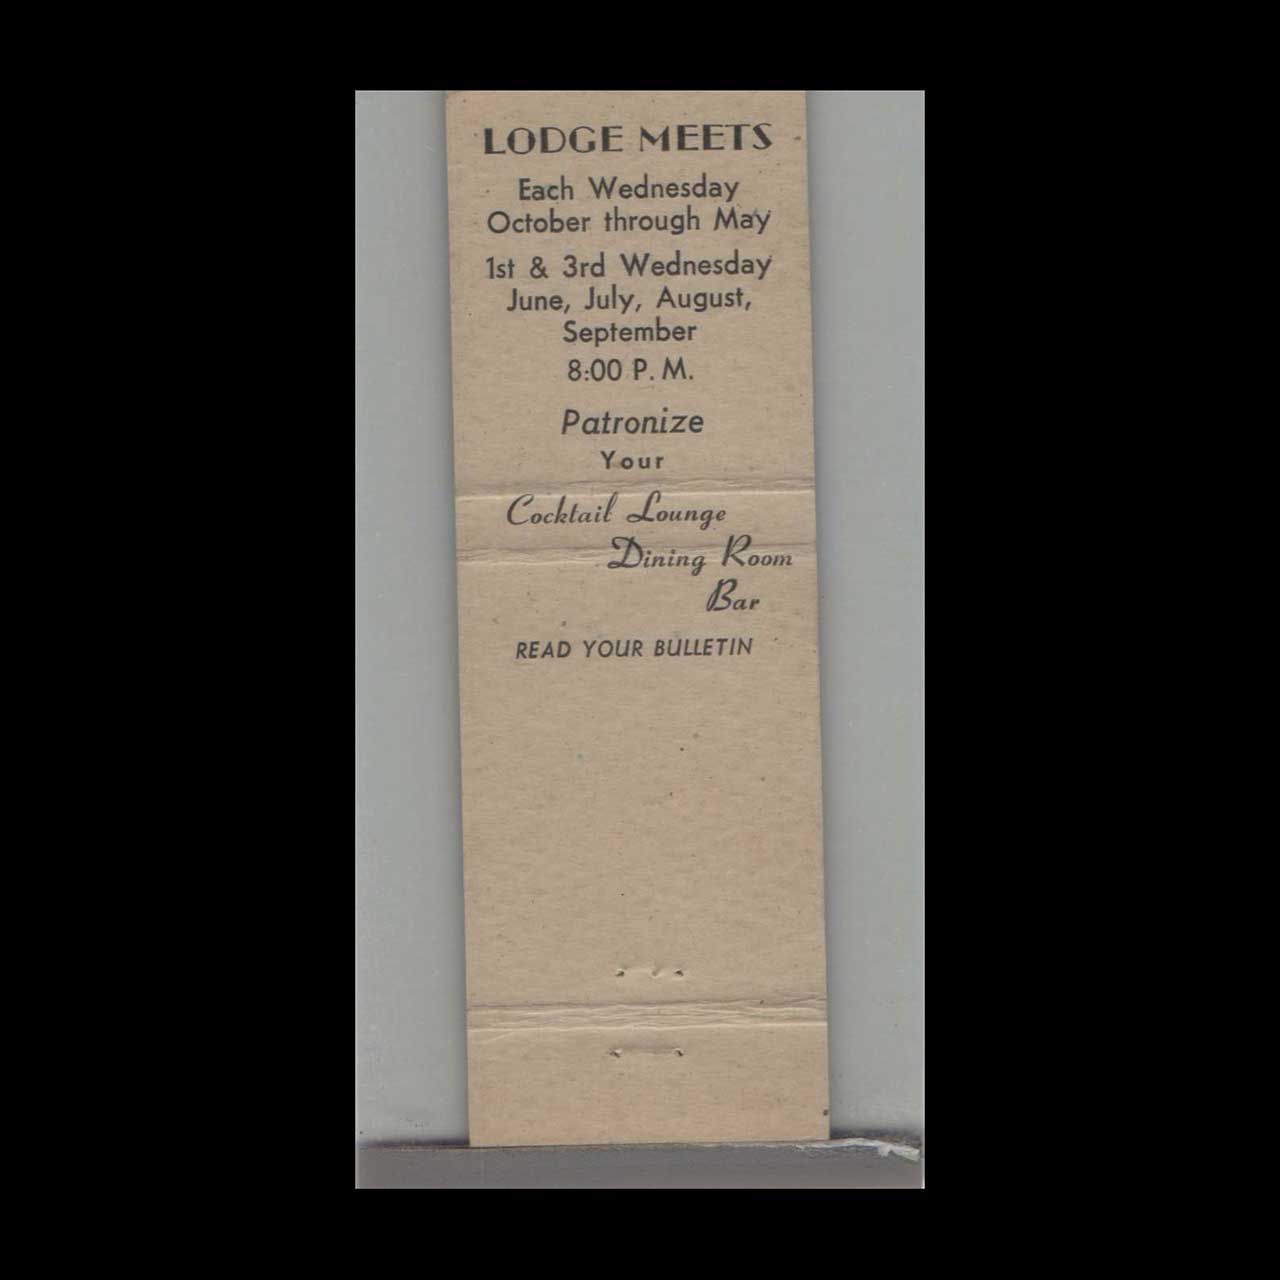 LODGE MEETS
Each Wednesday
October through May
1st & 3rd Wednesday
June, July, August,
September
8:00 P. M.
Patronize
Your
Cocktail Lounge
Dining Room
Bar
READ YOUR BULLETIN